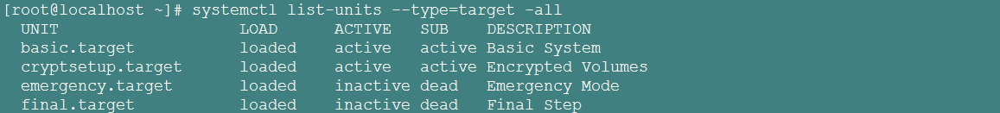 [root@localhost ~]# systemctl list-units --type=target -all
UNIT LOAD ACTIVE SUB DESCRIPTION
basic.target loaded active active Basic System
cryptsetup.target loaded active active Encrypted Volumes
emergency.target loaded inactive dead Emergency Mode
final.target loaded inactive dead Final Step